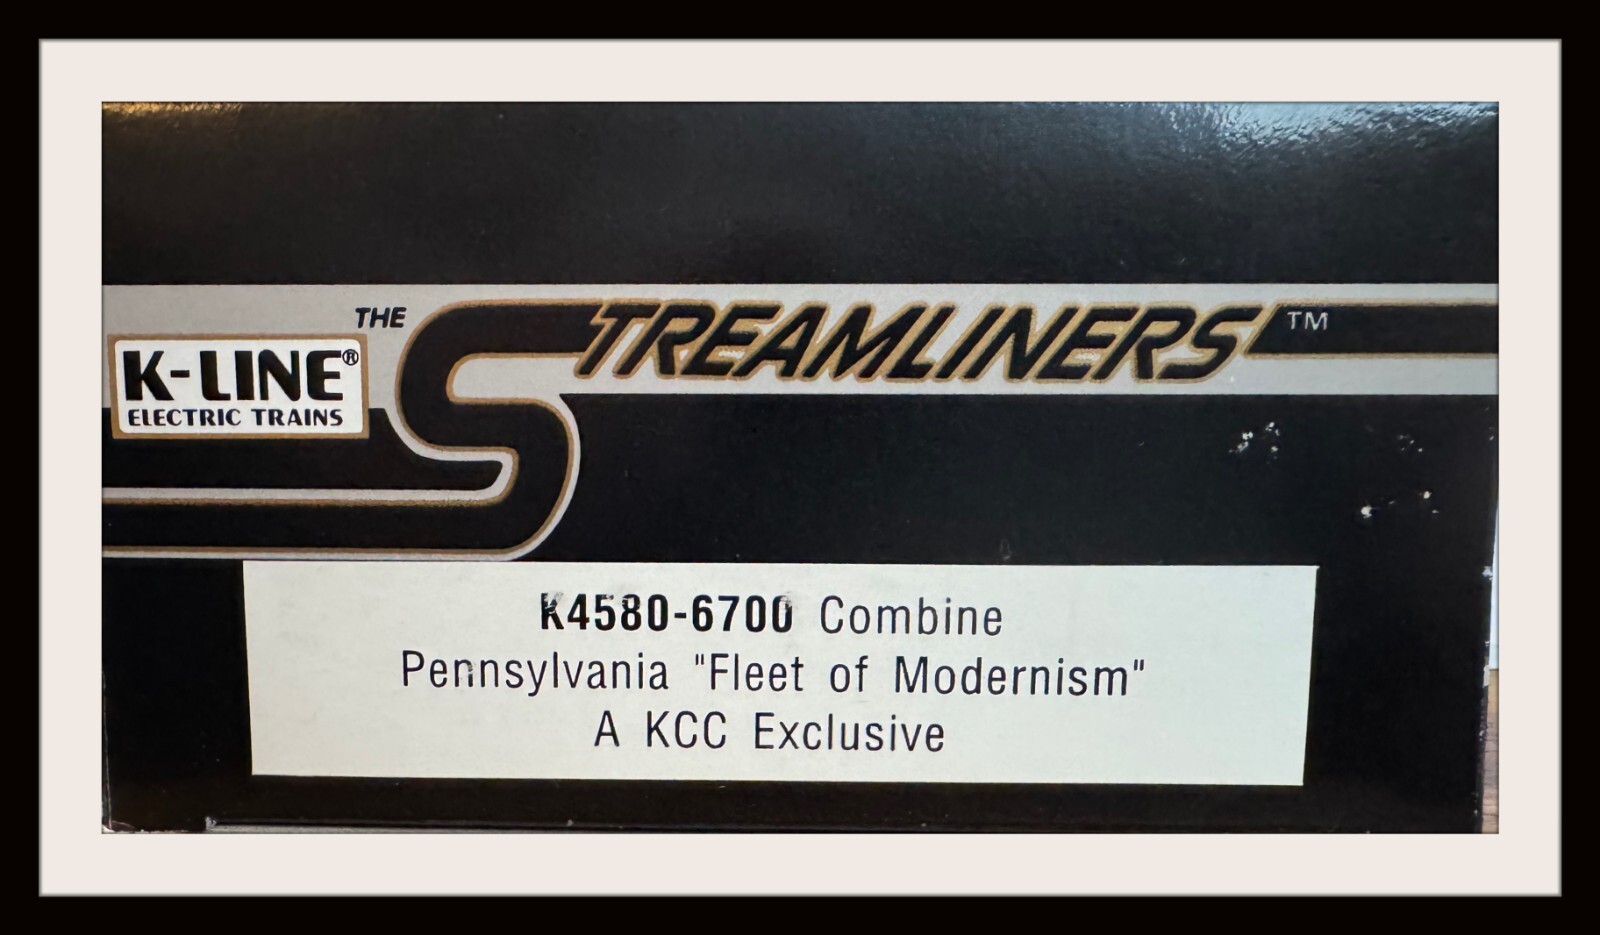 THE STREAMLINERS™
K-LINE®
ELECTRIC TRAINS
K4580-6700 Combine
Pennsylvania "Fleet of Modernism"
A KCC Exclusive